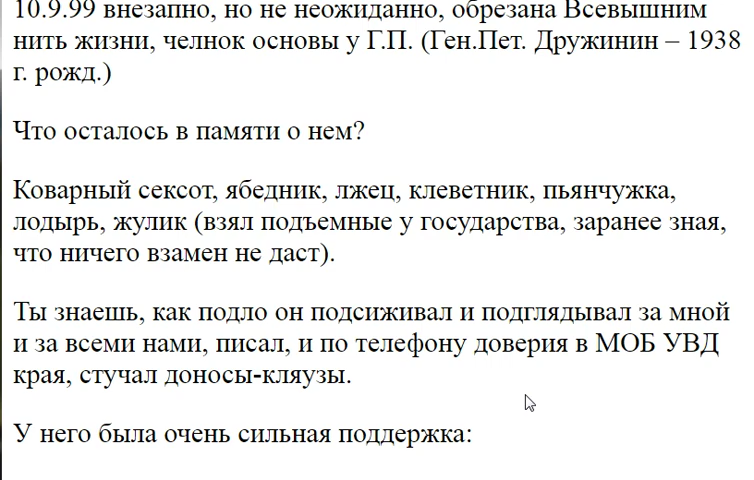 10.9.99 внезапно, но не неожиданно, обрезана Всевышним
нить жизни, челнок основы у Г.П. (Ген.Пет. Дружинин – 1938
г. рожд.)
Что осталось в памяти о нем?
Коварный сексот, ябедник, лжец, клеветник, пьянчужка,
лодырь, жулик (взял подъемные у государства, заранее зная,
что ничего взамен не даст).
Ты знаешь, как подло он подсиживал и подглядывал за мной
и за всеми нами, писал, и по телефону доверия в МОБ УВД
края, стучал доносы-кляузы.
У него была очень сильная поддержка: